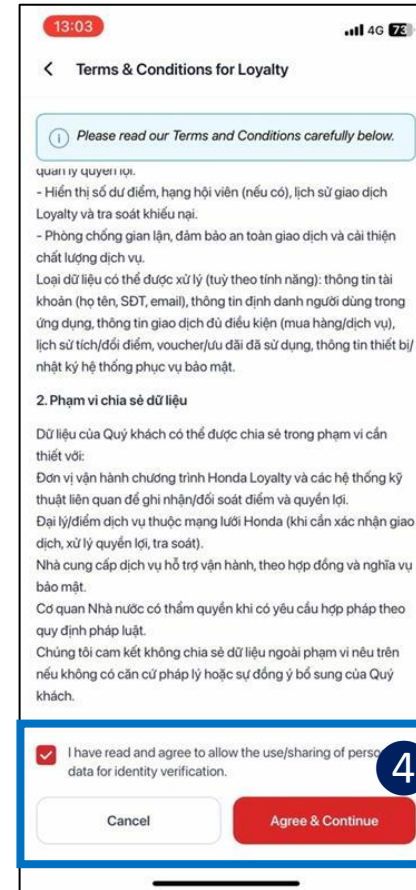 13:03
4G 73
Terms & Conditions for Loyalty
Please read our Terms and Conditions carefully below.
quản lý quyền lợi.
- Hiển thị số dư điểm, hạng hội viên (nếu có), lịch sử giao dịch
Loyalty và tra soát khiếu nại.
- Phòng chống gian lận, đảm bảo an toàn giao dịch và cải thiện
chất lượng dịch vụ.
Loại dữ liệu có thể được xử lý (tuỳ theo tính năng): thông tin tài
khoản (họ tên, SĐT, email), thông tin định danh người dùng trong
ứng dụng, thông tin giao dịch đủ điều kiện (mua hàng/dịch vụ),
lịch sử tích/đổi điểm, voucher/ưu đãi đã sử dụng, thông tin thiết bị/
nhật ký hệ thống phục vụ bảo mật.
2. Phạm vi chia sẻ dữ liệu
Dữ liệu của Quý khách có thể được chia sẻ trong phạm vi cần
thiết với:
Đơn vị vận hành chương trình Honda Loyalty và các hệ thống kỹ
thuật liên quan để ghi nhận/đối soát điểm và quyền lợi.
Đại lý/điểm dịch vụ thuộc mạng lưới Honda (khi cần xác nhận giao
dịch, xử lý quyền lợi, tra soát).
Nhà cung cấp dịch vụ hỗ trợ vận hành, theo hợp đồng và nghĩa vụ
bảo mật.
Cơ quan Nhà nước có thẩm quyền khi có yêu cầu hợp pháp theo
quy định pháp luật.
Chúng tôi cam kết không chia sẻ dữ liệu ngoài phạm vi nêu trên
nếu không có căn cứ pháp lý hoặc sự đồng ý bổ sung của Quý
khách.
I have read and agree to allow the use/sharing of
data for identity verification.
4
Cancel
Agree & Continue